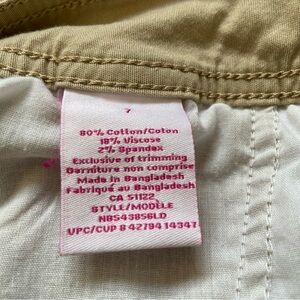 7
80% Cotton/Coton
18% Viscose
2% Spandex
Exclusive of trimming
Garniture non comprise
Made in Bangladesh
Fabriqué au Bangladesh
CA 51122
STYLE/MODÈLE
NBS43856LD
UPC/CUP 8 42794 14347